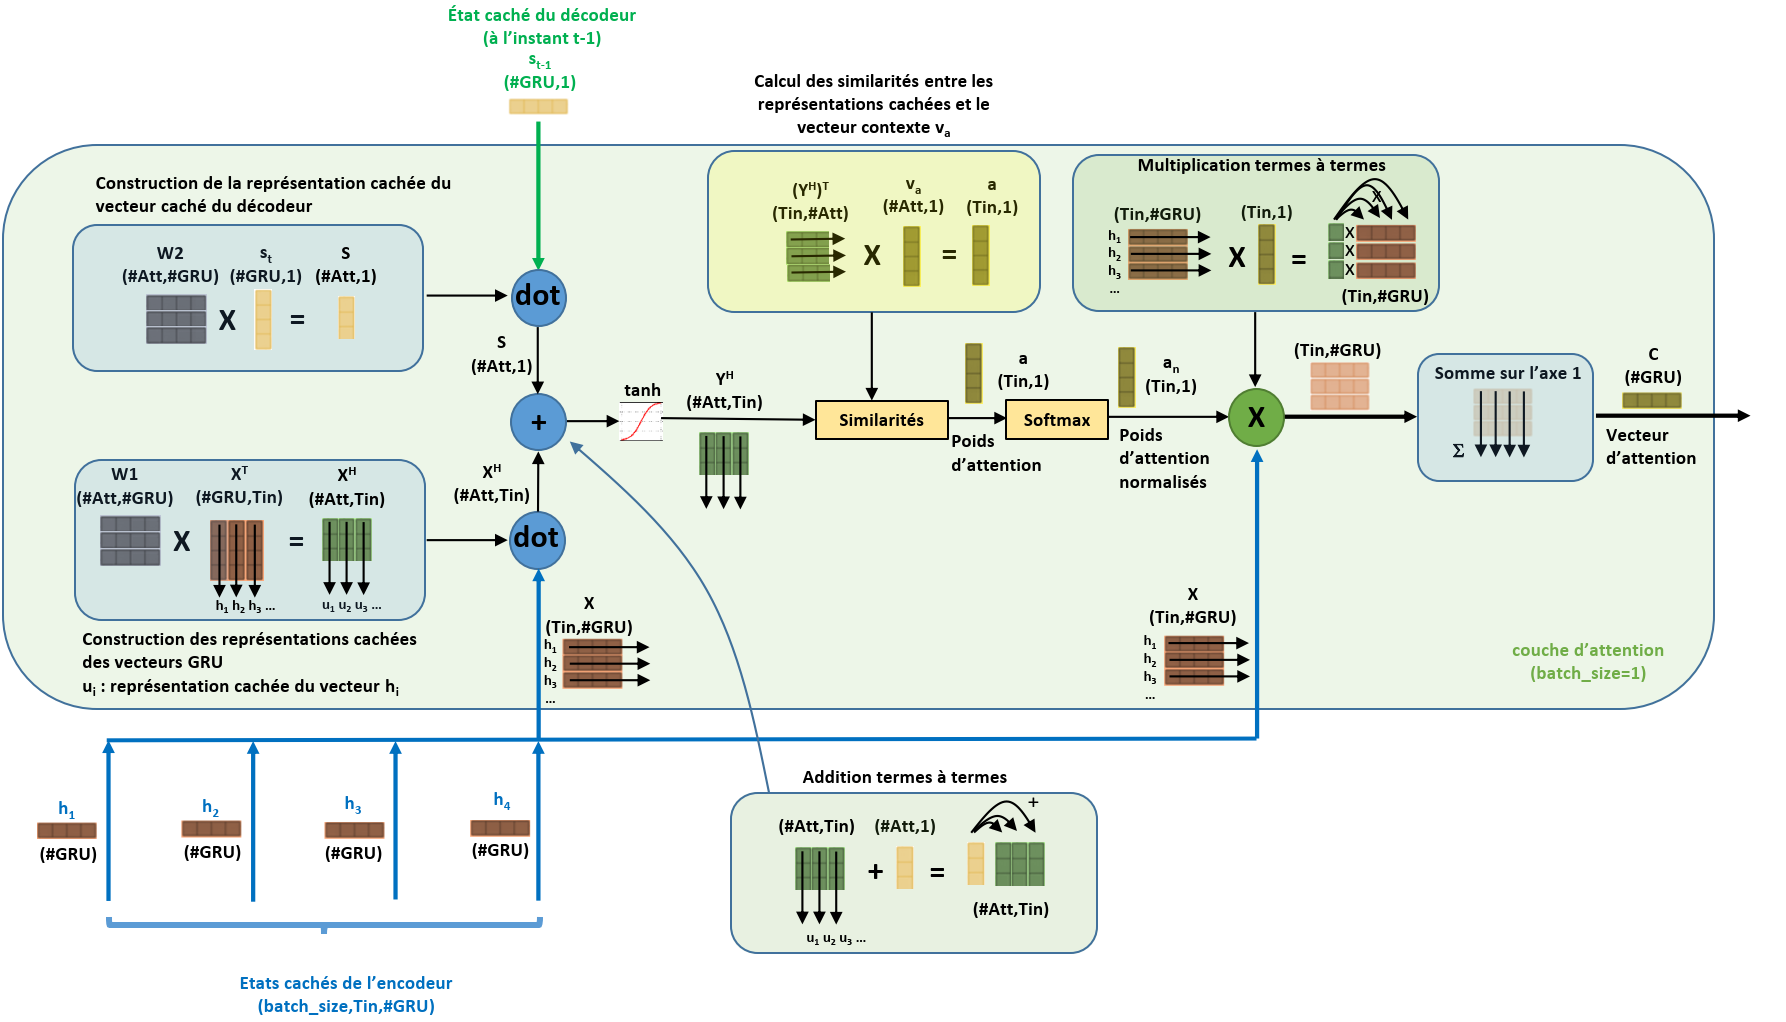 État caché du décodeur
(à l'instant t-1)
s_{t-1}
(#GRU,1)
Calcul des similarités entre les
représentations cachées et le
vecteur contexte v_a
Construction de la représentation cachée du
vecteur caché du décodeur
W2
(#Att,#GRU)
s_t
(#GRU,1)
S
(#Att,1)
X
=
dot
S
(#Att,1)
(Y^H)^T
(Tin,#Att)
v_a
(#Att,1)
a
(Tin,1)
X
=
Multiplication termes à termes
(Tin,#GRU)
(Tin,1)
h_1
h_2
h_3
...
X
=
X
X
X
X
(Tin,#GRU)
+
tanh
Y^H
(#Att,Tin)
Similarités
a
(Tin,1)
Poids
d'attention
Softmax
a_n
(Tin,1)
Poids
d'attention
normalisés
X
(Tin,#GRU)
Somme sur l'axe 1
Σ
C
(#GRU)
Vecteur
d'attention
W1
(#Att,#GRU)
X^T
(#GRU,Tin)
X^H
(#Att,Tin)
X
=
h_1 h_2 h_3 ...
u_1 u_2 u_3 ...
X^H
(#Att,Tin)
dot
Construction des représentations cachées
des vecteurs GRU
u_i : représentation cachée du vecteur h_i
X
(Tin,#GRU)
h_1
h_2
h_3
...
X
(Tin,#GRU)
h_1
h_2
h_3
...
couche d'attention
(batch_size=1)
h_1
(#GRU)
h_2
(#GRU)
h_3
(#GRU)
h_4
(#GRU)
Addition termes à termes
(#Att,Tin)
(#Att,1)
+
+
=
u_1 u_2 u_3 ...
(#Att,Tin)
Etats cachés de l'encodeur
(batch_size,Tin,#GRU)